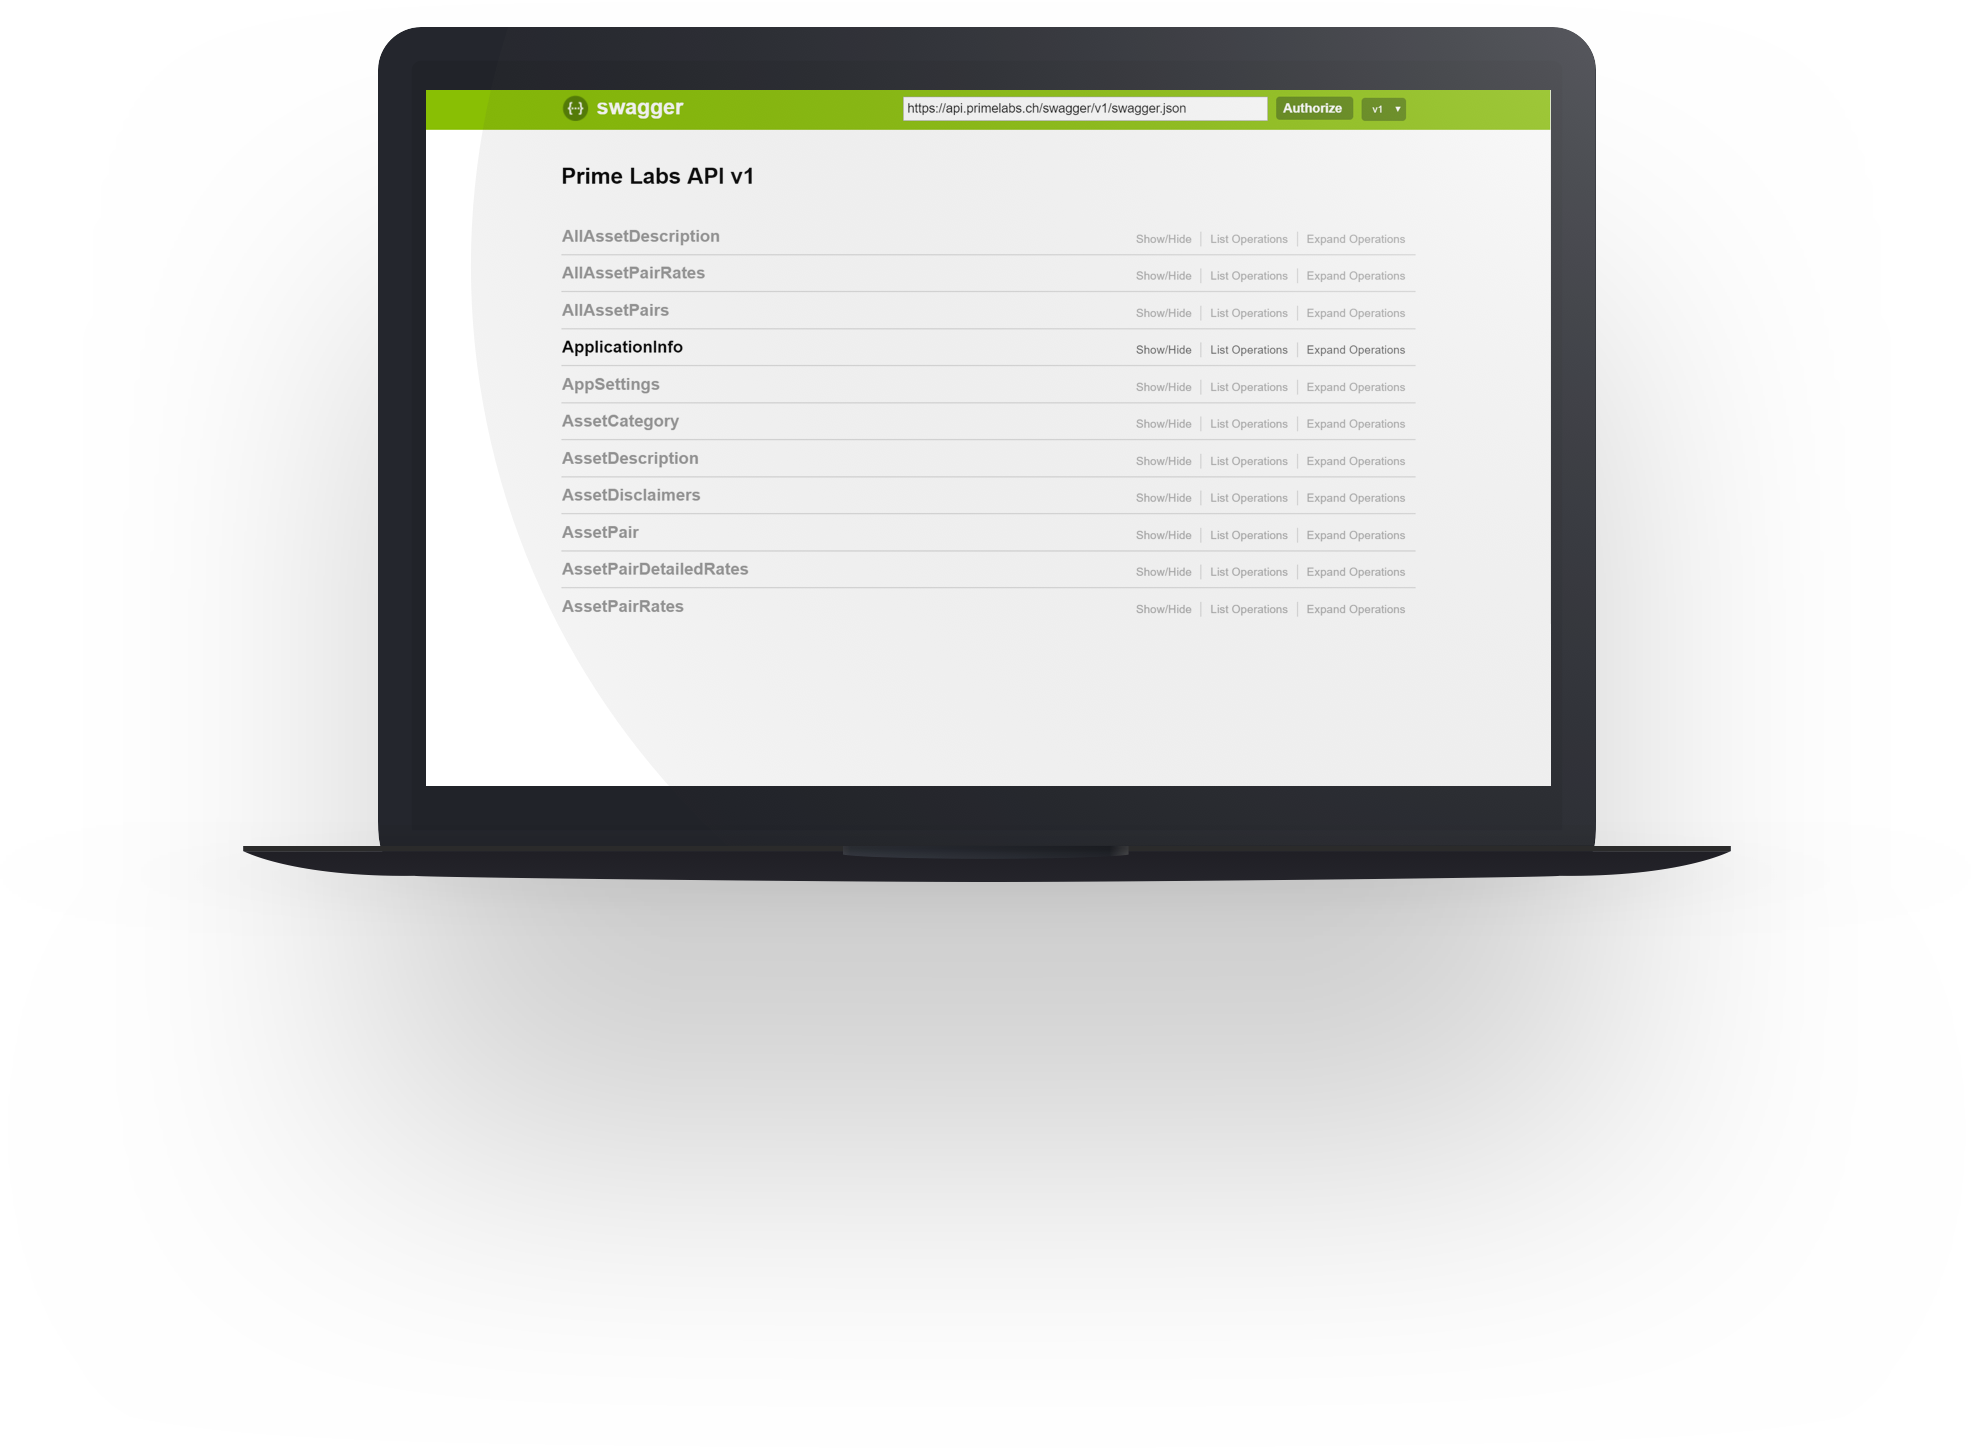 {...} swagger https://api.primelabs.ch/swagger/v1/swagger.json Authorize v1
Prime Labs API v1
AllAssetDescription Show/Hide List Operations Expand Operations
AllAssetPairRates Show/Hide List Operations Expand Operations
AllAssetPairs Show/Hide List Operations Expand Operations
ApplicationInfo Show/Hide List Operations Expand Operations
AppSettings Show/Hide List Operations Expand Operations
AssetCategory Show/Hide List Operations Expand Operations
AssetDescription Show/Hide List Operations Expand Operations
AssetDisclaimers Show/Hide List Operations Expand Operations
AssetPair Show/Hide List Operations Expand Operations
AssetPairDetailedRates Show/Hide List Operations Expand Operations
AssetPairRates Show/Hide List Operations Expand Operations